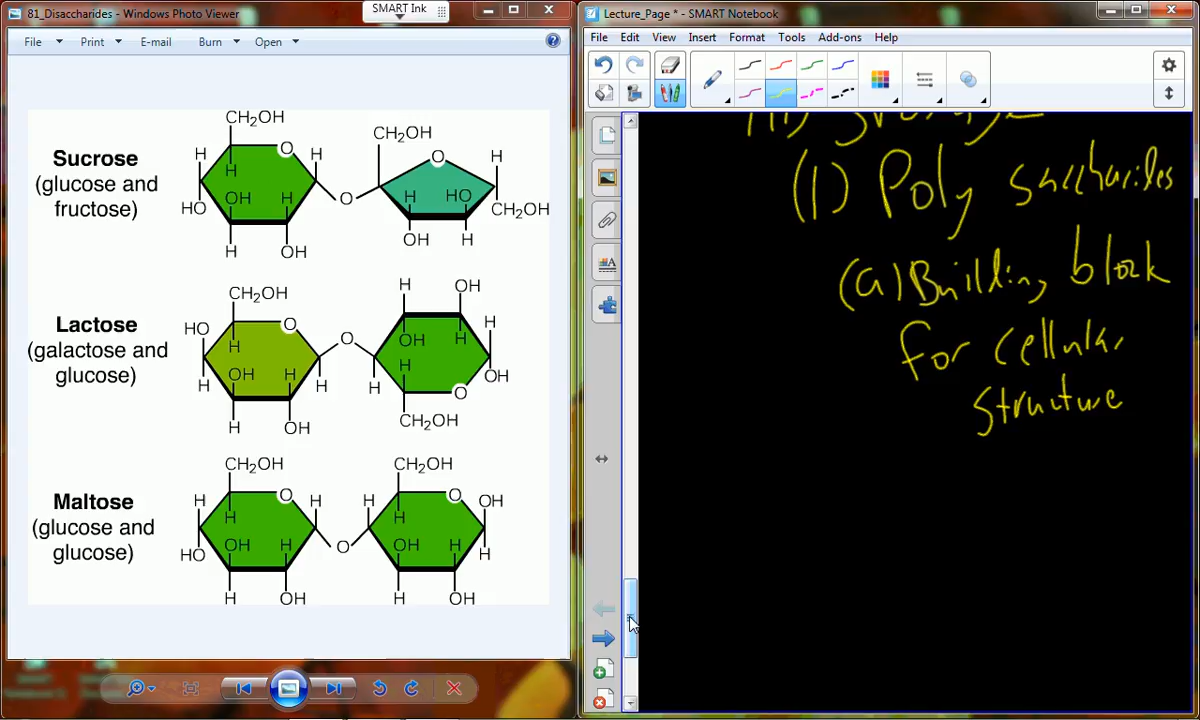 81_Disaccharides - Windows Photo Viewer
SMART Ink
File Print E-mail Burn Open
Sucrose
(glucose and
fructose)
CH₂OH
O
H
H
H
OH
H
HO
H
OH
O
CH₂OH
O
H
H
HO
CH₂OH
OH
H
Lactose
(galactose and
glucose)
CH₂OH
HO
O
H
OH
H
H
H
H
OH
O
H
OH
H
OH
H
H
H
OH
O
CH₂OH
Maltose
(glucose and
glucose)
CH₂OH
H
O
H
H
OH
H
HO
H
OH
O
CH₂OH
H
O
OH
H
OH
H
H
H
OH
Lecture_Page * - SMART Notebook
File Edit View Insert Format Tools Add-ons Help
(1) Poly saccharides
(a) Building block
for cellular
structure